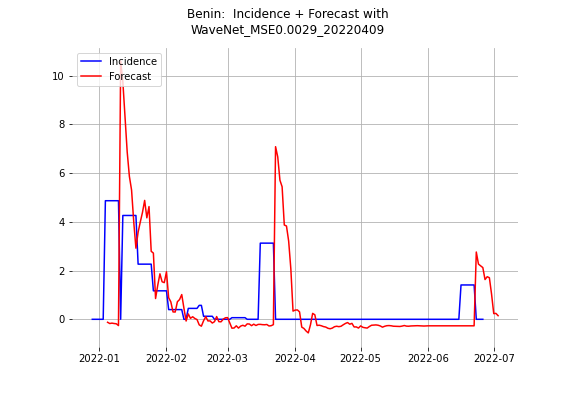 Benin:  Incidence + Forecast with
WaveNet_MSE0.0029_20220409
Incidence
Forecast
10
8
6
4
2
0
2022-01 2022-02 2022-03 2022-04 2022-05 2022-06 2022-07